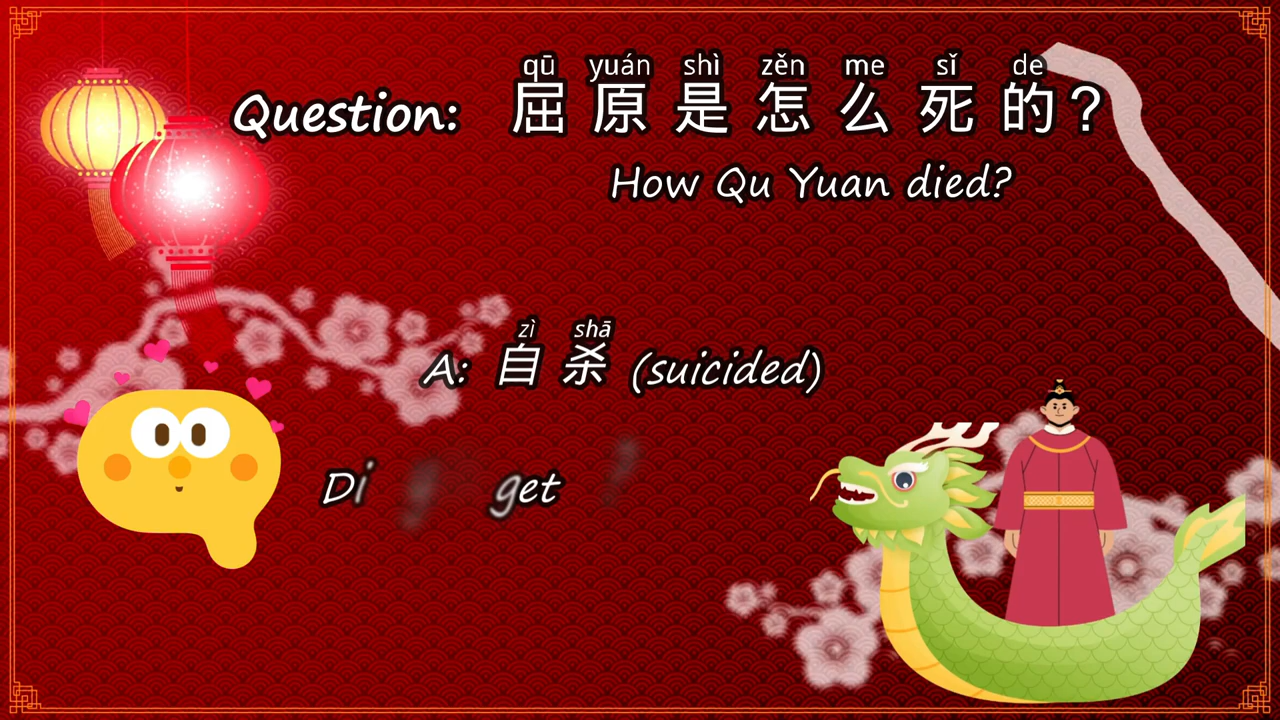 qū yuán shì zěn me sǐ de
Question: 屈原是怎么死的？
How Qu Yuan died?
zì shā
A: 自杀 (suicided)
get